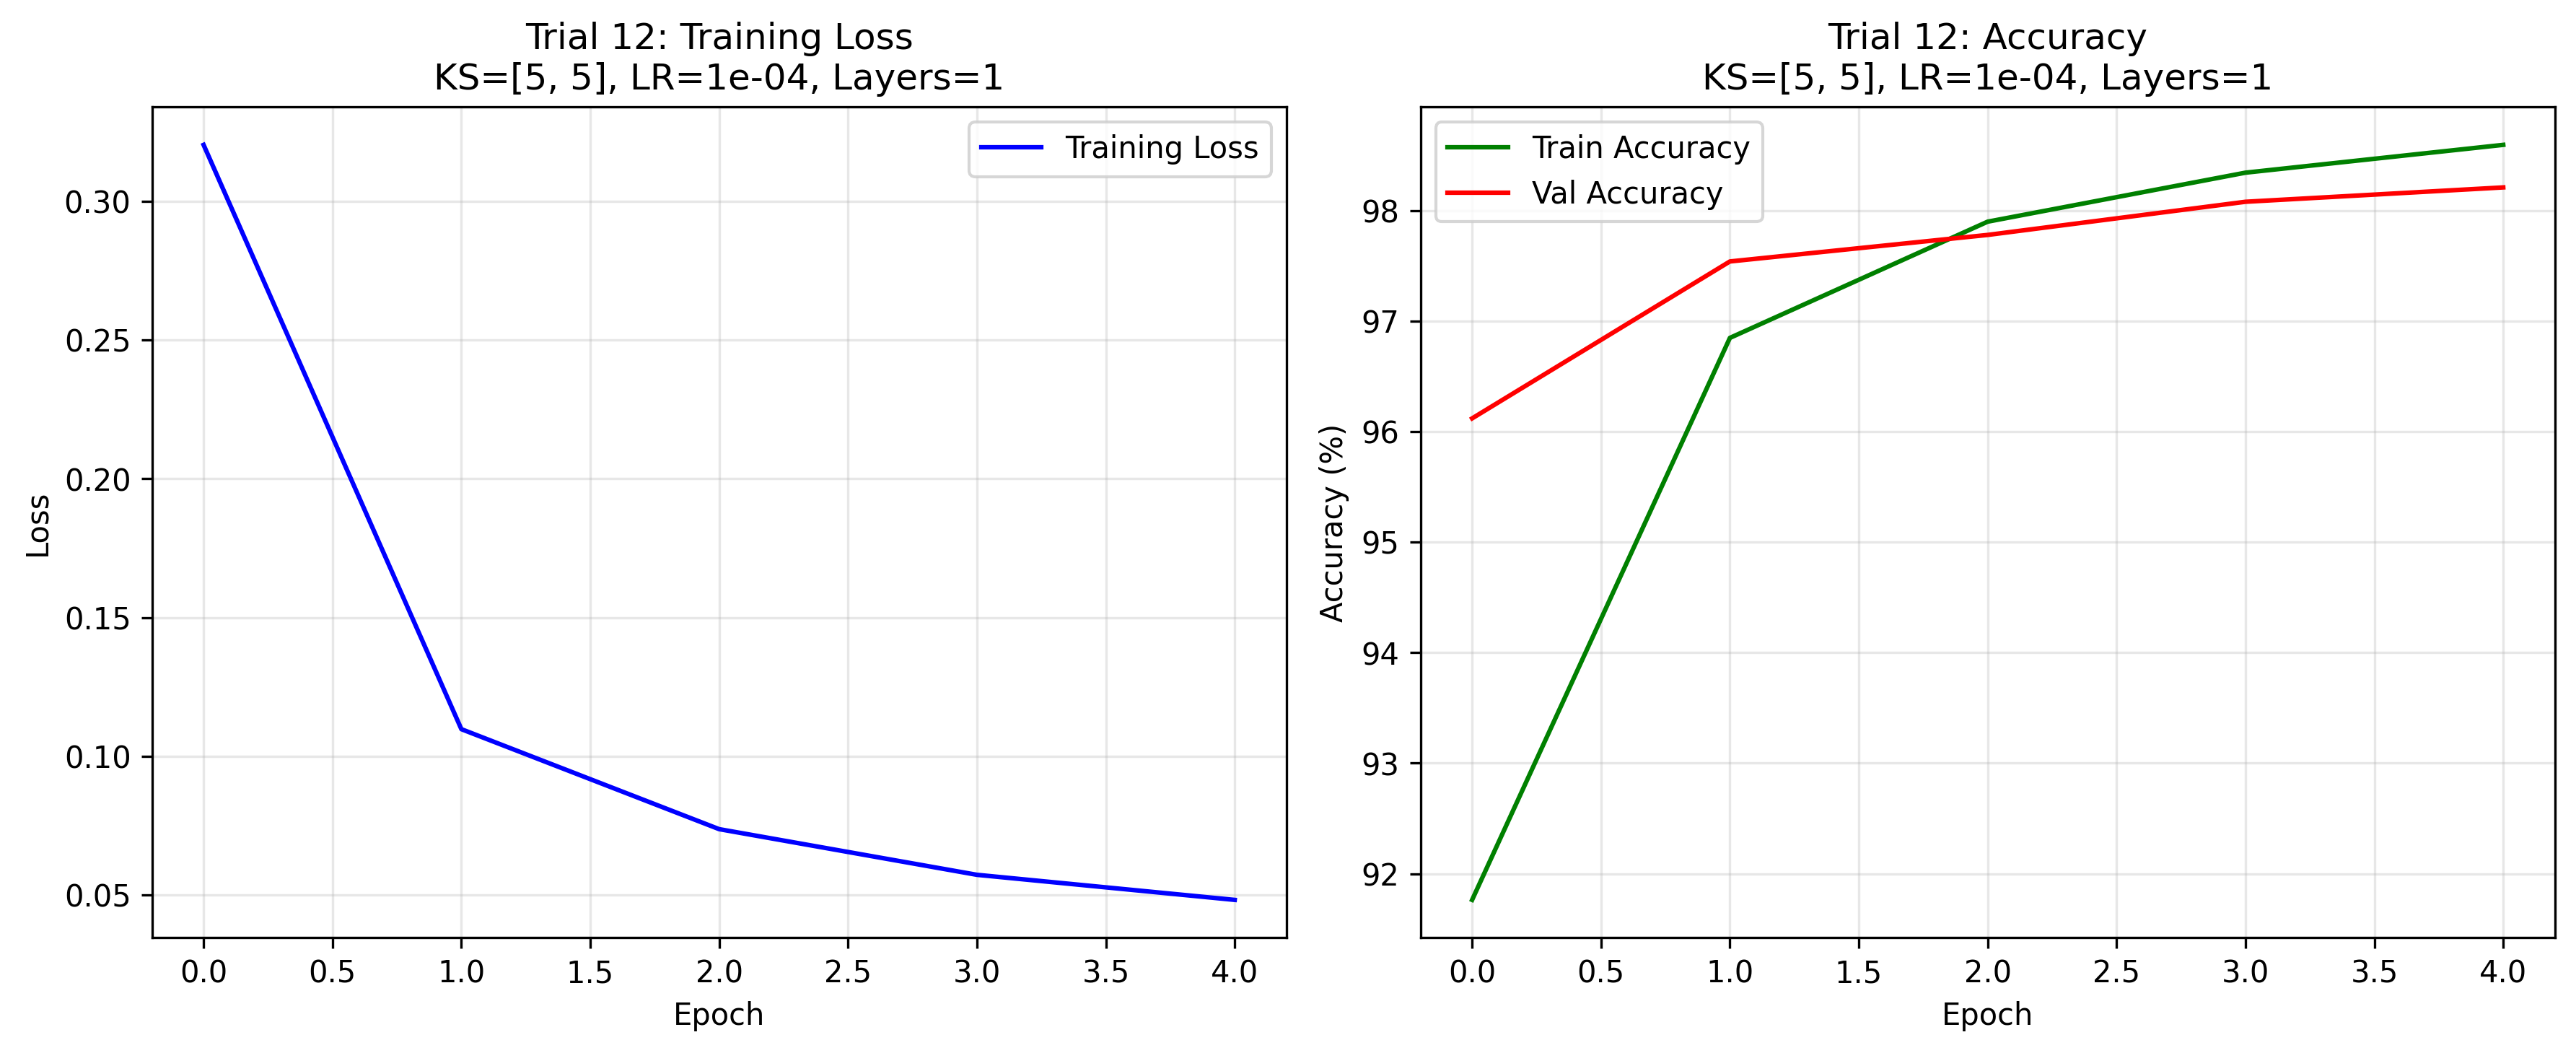 Trial 12: Training Loss
KS=[5, 5], LR=1e-04, Layers=1
Training Loss
0.30
0.25
0.20
0.15
0.10
0.05
Loss
0.0 0.5 1.0 1.5 2.0 2.5 3.0 3.5 4.0
Epoch
Trial 12: Accuracy
KS=[5, 5], LR=1e-04, Layers=1
Train Accuracy
Val Accuracy
98
97
96
95
94
93
92
Accuracy (%)
0.0 0.5 1.0 1.5 2.0 2.5 3.0 3.5 4.0
Epoch